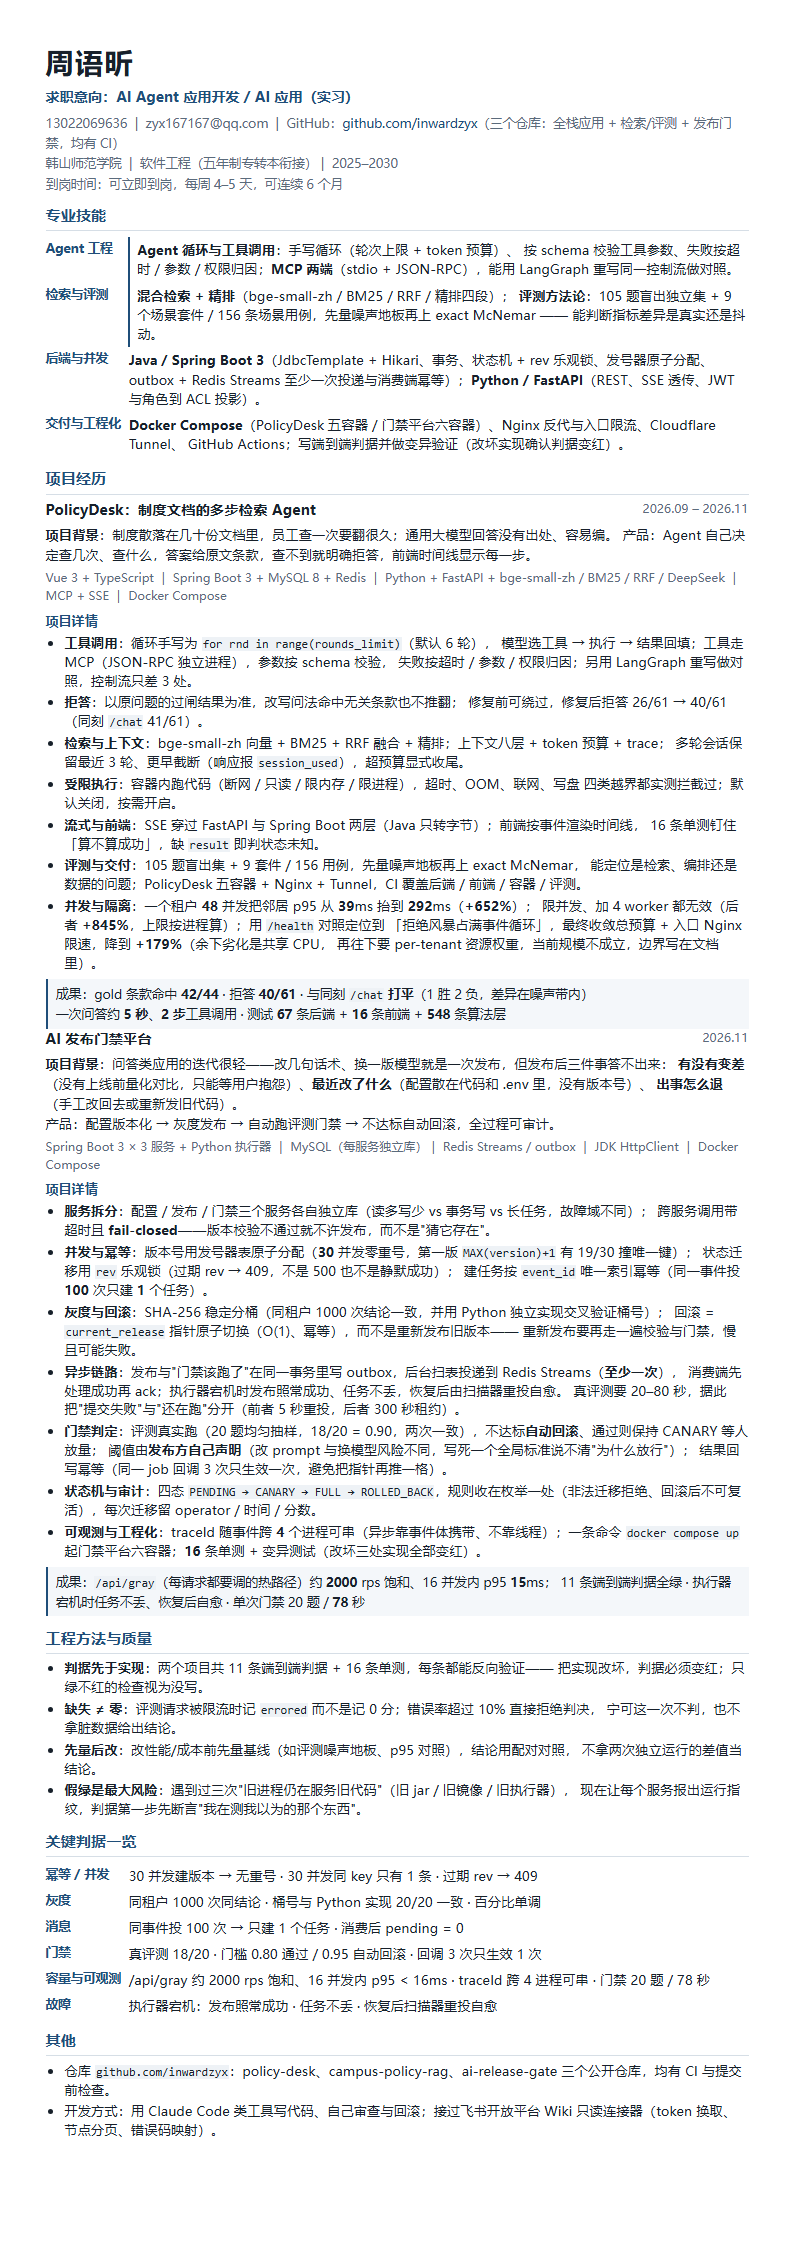 周语昕
求职意向：AI Agent 应用开发 / AI 应用（实习）
13022069636 | zyx167167@qq.com | GitHub：github.com/inwardzyx（三个仓库：全栈应用 + 检索/评测 + 发布门
禁，均有 CI）
韩山师范学院 | 软件工程（五年制专转本衔接） | 2025–2030
到岗时间：可立即到岗，每周 4–5 天，可连续 6 个月
专业技能
Agent 工程 Agent 循环与工具调用：手写循环（轮次上限 + token 预算）、 按 schema 校验工具参数、失败按超
时 / 参数 / 权限归因；MCP 两端（stdio + JSON-RPC），能用 LangGraph 重写同一控制流做对照。
检索与评测 混合检索 + 精排（bge-small-zh / BM25 / RRF / 精排四段）； 评测方法论：105 题盲出独立集 + 9
个场景套件 / 156 条场景用例，先量噪声地板再上 exact McNemar —— 能判断指标差异是真实还是抖
动。
后端与并发 Java / Spring Boot 3（JdbcTemplate + Hikari、事务、状态机 + rev 乐观锁、发号器原子分配、
outbox + Redis Streams 至少一次投递与消费端幂等）；Python / FastAPI（REST、SSE 透传、JWT
与角色到 ACL 投影）。
交付与工程化 Docker Compose（PolicyDesk 五容器 / 门禁平台六容器）、Nginx 反代与入口限流、Cloudflare
Tunnel、 GitHub Actions；写端到端判据并做变异验证（改坏实现确认判据变红）。
项目经历
PolicyDesk：制度文档的多步检索 Agent 2026.09 – 2026.11
项目背景：制度散落在几十份文档里，员工查一次要翻很久；通用大模型回答没有出处、容易编。 产品：Agent 自己决
定查几次、查什么，答案给原文条款，查不到就明确拒答，前端时间线显示每一步。
Vue 3 + TypeScript | Spring Boot 3 + MySQL 8 + Redis | Python + FastAPI + bge-small-zh / BM25 / RRF / DeepSeek |
MCP + SSE | Docker Compose
项目详情
• 工具调用：循环手写为 for rnd in range(rounds_limit)（默认 6 轮）， 模型选工具 → 执行 → 结果回填；工具走
MCP（JSON-RPC 独立进程），参数按 schema 校验， 失败按超时 / 参数 / 权限归因；另用 LangGraph 重写做对
照，控制流只差 3 处。
• 拒答：以原问题的过闸结果为准，改写问法命中无关条款也不推翻； 修复前可绕过，修复后拒答 26/61 → 40/61
（同刻 /chat 41/61）。
• 检索与上下文：bge-small-zh 向量 + BM25 + RRF 融合 + 精排；上下文八层 + token 预算 + trace； 多轮会话保
留最近 3 轮、更早截断（响应报 session_used），超预算显式收尾。
• 受限执行：容器内跑代码（断网 / 只读 / 限内存 / 限进程），超时、OOM、联网、写盘 四类越界都实测拦截过；默
认关闭，按需开启。
• 流式与前端：SSE 穿过 FastAPI 与 Spring Boot 两层（Java 只转字节）；前端按事件渲染时间线， 16 条单测钉住
「算不算成功」，缺 result 即判状态未知。
• 评测与交付：105 题盲出集 + 9 套件 / 156 用例，先量噪声地板再上 exact McNemar， 能定位是检索、编排还是
数据的问题；PolicyDesk 五容器 + Nginx + Tunnel，CI 覆盖后端 / 前端 / 容器 / 评测。
• 并发与隔离：一个租户 48 并发把邻居 p95 从 39ms 抬到 292ms（+652%）； 限并发、加 4 worker 都无效（后
者 +845%，上限按进程算）；用 /health 对照定位到 「拒绝风暴占满事件循环」，最终收敛总预算 + 入口 Nginx
限速，降到 +179%（余下劣化是共享 CPU， 再往下要 per-tenant 资源权重，当前规模不成立，边界写在文档
里）。
成果：gold 条款命中 42/44 · 拒答 40/61 · 与同刻 /chat 打平（1 胜 2 负，差异在噪声带内）
一次问答约 5 秒、2 步工具调用 · 测试 67 条后端 + 16 条前端 + 548 条算法层
AI 发布门禁平台 2026.11
项目背景：问答类应用的迭代很轻——改几句话术、换一版模型就是一次发布，但发布后三件事答不出来： 有没有变差
（没有上线前量化对比，只能等用户抱怨）、最近改了什么（配置散在代码和 .env 里，没有版本号）、 出事怎么退
（手工改回去或重新发旧代码）。
产品：配置版本化 → 灰度发布 → 自动跑评测门禁 → 不达标自动回滚，全过程可审计。
Spring Boot 3 × 3 服务 + Python 执行器 | MySQL（每服务独立库） | Redis Streams / outbox | JDK HttpClient | Docker
Compose
项目详情
• 服务拆分：配置 / 发布 / 门禁三个服务各自独立库（读多写少 vs 事务写 vs 长任务，故障域不同）； 跨服务调用带
超时且 fail-closed——版本校验不通过就不许发布，而不是"猜它存在"。
• 并发与幂等：版本号用发号器表原子分配（30 并发零重号，第一版 MAX(version)+1 有 19/30 撞唯一键）； 状态迁
移用 rev 乐观锁（过期 rev → 409，不是 500 也不是静默成功）； 建任务按 event_id 唯一索引幂等（同一事件投
100 次只建 1 个任务）。
• 灰度与回滚：SHA-256 稳定分桶（同租户 1000 次结论一致，并用 Python 独立实现交叉验证桶号）； 回滚 =
current_release 指针原子切换（O(1)、幂等），而不是重新发布旧版本—— 重新发布要再走一遍校验与门禁，慢
且可能失败。
• 异步链路：发布与"门禁该跑了"在同一事务里写 outbox，后台扫表投递到 Redis Streams（至少一次）， 消费端先
处理成功再 ack；执行器宕机时发布照常成功、任务不丢，恢复后由扫描器重投自愈。 真评测要 20–80 秒，据此
把"提交失败"与"还在跑"分开（前者 5 秒重投，后者 300 秒租约）。
• 门禁判定：评测真实跑（20 题均匀抽样，18/20 = 0.90，两次一致），不达标自动回滚、通过则保持 CANARY 等人
放量； 阈值由发布方自己声明（改 prompt 与换模型风险不同，写死一个全局标准说不清"为什么放行"）； 结果回
写幂等（同一 job 回调 3 次只生效一次，避免把指针再推一格）。
• 状态机与审计：四态 PENDING → CANARY → FULL → ROLLED_BACK，规则收在枚举一处（非法迁移拒绝、回滚后不可复
活），每次迁移留 operator / 时间 / 分数。
• 可观测与工程化：traceId 随事件跨 4 个进程可串（异步靠事件体携带、不靠线程）；一条命令 docker compose up
起门禁平台六容器；16 条单测 + 变异测试（改坏三处实现全部变红）。
成果：/api/gray（每请求都要调的热路径）约 2000 rps 饱和、16 并发内 p95 15ms； 11 条端到端判据全绿 · 执行器
宕机时任务不丢、恢复后自愈 · 单次门禁 20 题 / 78 秒
工程方法与质量
• 判据先于实现：两个项目共 11 条端到端判据 + 16 条单测，每条都能反向验证—— 把实现改坏，判据必须变红；只
绿不红的检查视为没写。
• 缺失 ≠ 零：评测请求被限流时记 errored 而不是记 0 分；错误率超过 10% 直接拒绝判决， 宁可这一次不判，也不
拿脏数据给出结论。
• 先量后改：改性能/成本前先量基线（如评测噪声地板、p95 对照），结论用配对对照， 不拿两次独立运行的差值当
结论。
• 假绿是最大风险：遇到过三次"旧进程仍在服务旧代码"（旧 jar / 旧镜像 / 旧执行器）， 现在让每个服务报出运行指
纹，判据第一步先断言"我在测我以为的那个东西"。
关键判据一览
幂等 / 并发 30 并发建版本 → 无重号 · 30 并发同 key 只有 1 条 · 过期 rev → 409
灰度 同租户 1000 次同结论 · 桶号与 Python 实现 20/20 一致 · 百分比单调
消息 同事件投 100 次 → 只建 1 个任务 · 消费后 pending = 0
门禁 真评测 18/20 · 门槛 0.80 通过 / 0.95 自动回滚 · 回调 3 次只生效 1 次
容量与可观测 /api/gray 约 2000 rps 饱和、16 并发内 p95 < 16ms · traceId 跨 4 进程可串 · 门禁 20 题 / 78 秒
故障 执行器宕机：发布照常成功 · 任务不丢 · 恢复后扫描器重投自愈
其他
• 仓库 github.com/inwardzyx：policy-desk、campus-policy-rag、ai-release-gate 三个公开仓库，均有 CI 与提交
前检查。
• 开发方式：用 Claude Code 类工具写代码、自己审查与回滚；接过飞书开放平台 Wiki 只读连接器（token 换取、
节点分页、错误码映射）。